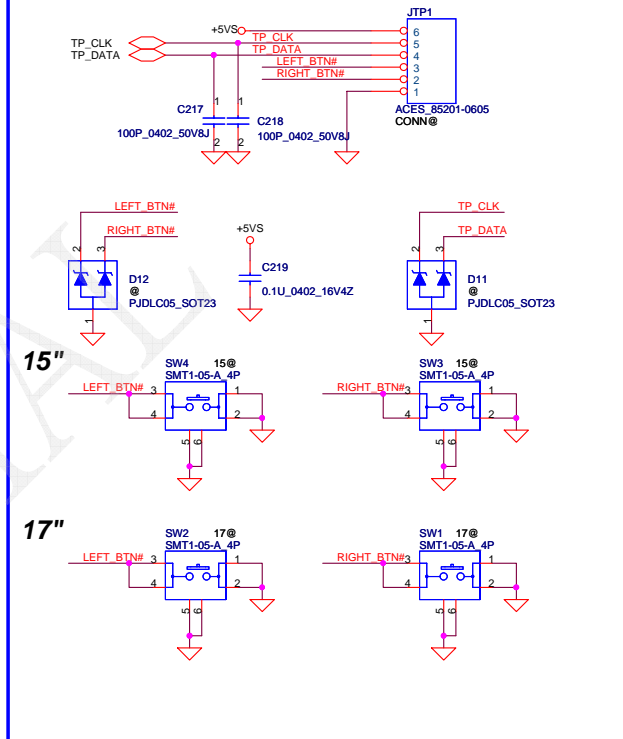 JTP1
+5VS
6
TP_CLK
TP_CLK
5
TP_DATA
TP_DATA
4
LEFT_BTN#
3
RIGHT_BTN#
2
1
1
1
C217
C218
ACES_85201-0605
CONN@
100P_0402_50V8J
100P_0402_50V8J
2
2
LEFT_BTN#
RIGHT_BTN#
+5VS
TP_CLK
TP_DATA
2
3
2
3
C219
0.1U_0402_16V4Z
D12
@
PJDLC05_SOT23
D11
@
PJDLC05_SOT23
1
1
15"
SW4 15@
SMT1-05-A_4P
LEFT_BTN#
3
1
4
2
5
6
SW3 15@
SMT1-05-A_4P
RIGHT_BTN#
3
1
4
2
5
6
17"
SW2 17@
SMT1-05-A_4P
LEFT_BTN#
3
1
4
2
5
6
SW1 17@
SMT1-05-A_4P
RIGHT_BTN#
3
1
4
2
5
6